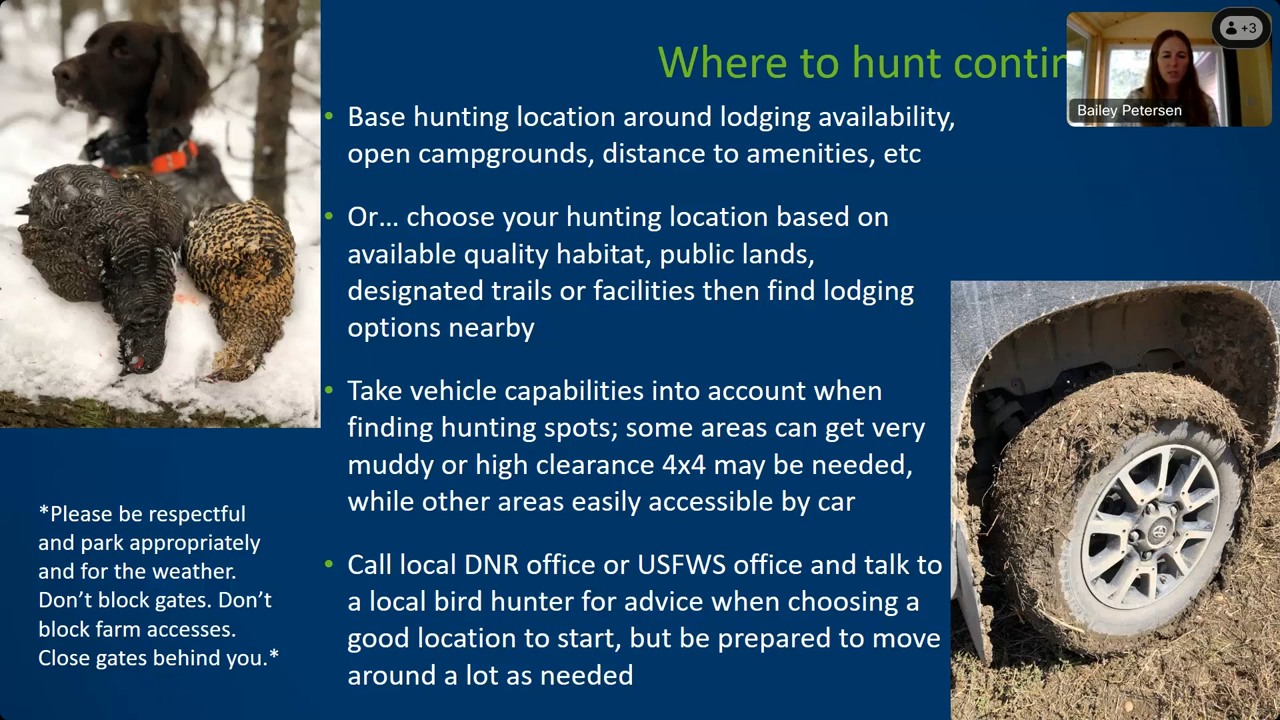 Where to hunt contin
+3
Bailey Petersen
• Base hunting location around lodging availability,
open campgrounds, distance to amenities, etc
• Or… choose your hunting location based on
available quality habitat, public lands,
designated trails or facilities then find lodging
options nearby
• Take vehicle capabilities into account when
finding hunting spots; some areas can get very
muddy or high clearance 4x4 may be needed,
while other areas easily accessible by car
• Call local DNR office or USFWS office and talk to
a local bird hunter for advice when choosing a
good location to start, but be prepared to move
around a lot as needed
*Please be respectful
and park appropriately
and for the weather.
Don’t block gates. Don’t
block farm accesses.
Close gates behind you.*